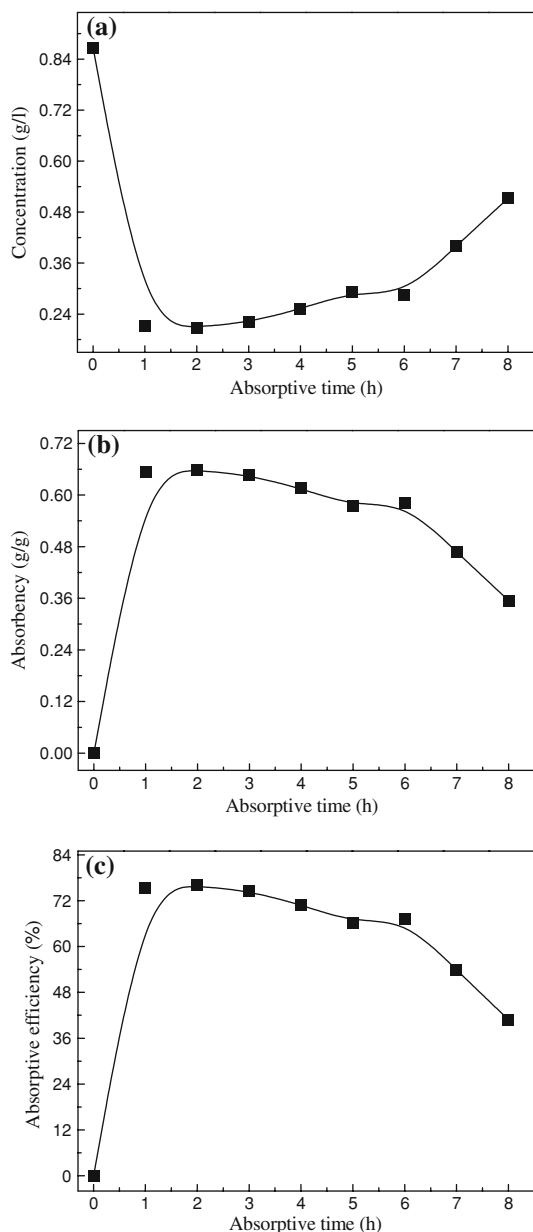 (a)
Concentration (g/l)
0.84
0.72
0.60
0.48
0.36
0.24
0 1 2 3 4 5 6 7 8
Absorptive time (h)
(b)
Absorbency (g/g)
0.72
0.60
0.48
0.36
0.24
0.12
0.00
0 1 2 3 4 5 6 7 8
Absorptive time (h)
(c)
Absorptive efficiency (%)
84
72
60
48
36
24
12
0
0 1 2 3 4 5 6 7 8
Absorptive time (h)